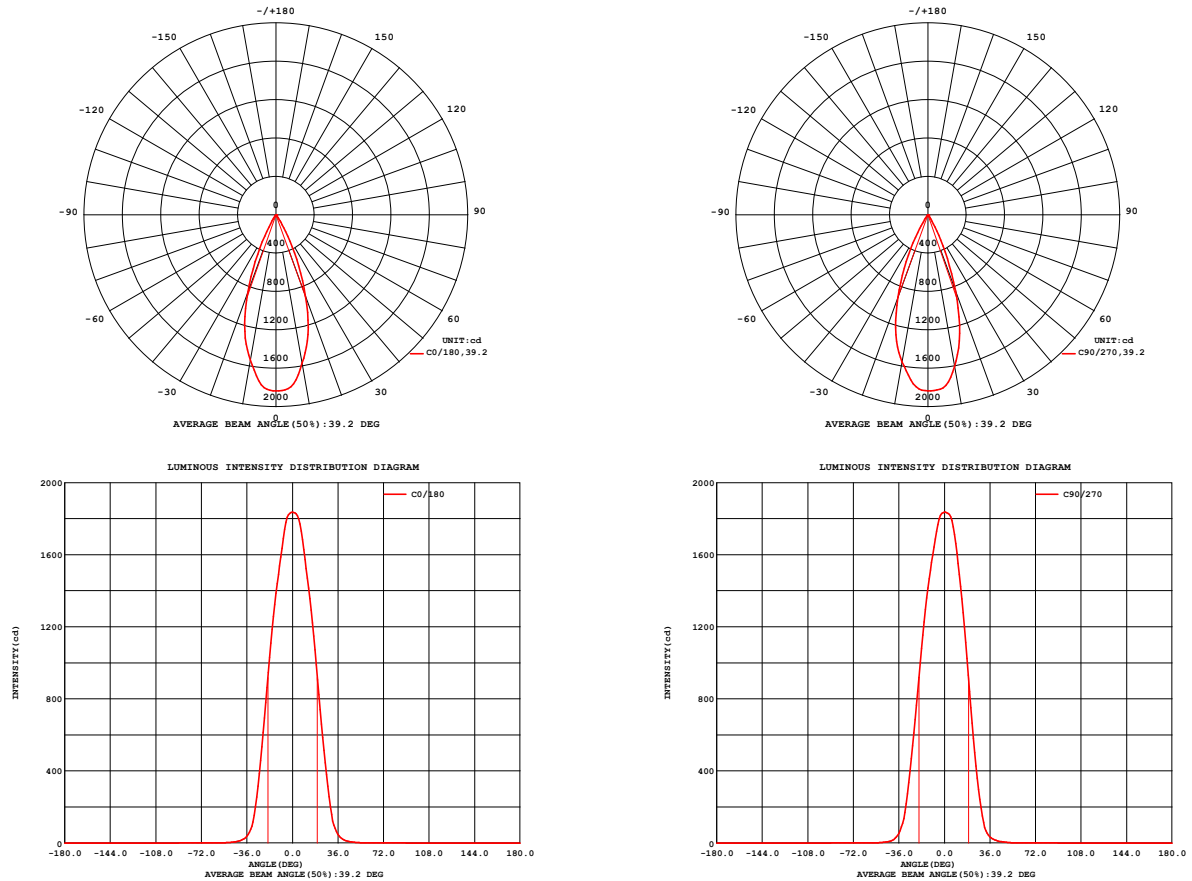 -/+180
-150 150
-120 120
-90 0 90
400
800
-60 1200 60
UNIT:cd
C0/180,39.2
1600
-30 30
2000
0
AVERAGE BEAM ANGLE(50%):39.2 DEG
-/+180
-150 150
-120 120
-90 0 90
400
800
-60 1200 60
UNIT:cd
C90/270,39.2
1600
-30 30
2000
0
AVERAGE BEAM ANGLE(50%):39.2 DEG
LUMINOUS INTENSITY DISTRIBUTION DIAGRAM
2000
C0/180
1600
1200
INTENSITY(cd)
800
400
0
-180.0 -144.0 -108.0 -72.0 -36.0 0.0 36.0 72.0 108.0 144.0 180.0
ANGLE(DEG)
AVERAGE BEAM ANGLE(50%):39.2 DEG
LUMINOUS INTENSITY DISTRIBUTION DIAGRAM
2000
C90/270
1600
1200
INTENSITY(cd)
800
400
0
-180.0 -144.0 -108.0 -72.0 -36.0 0.0 36.0 72.0 108.0 144.0 180.0
ANGLE(DEG)
AVERAGE BEAM ANGLE(50%):39.2 DEG